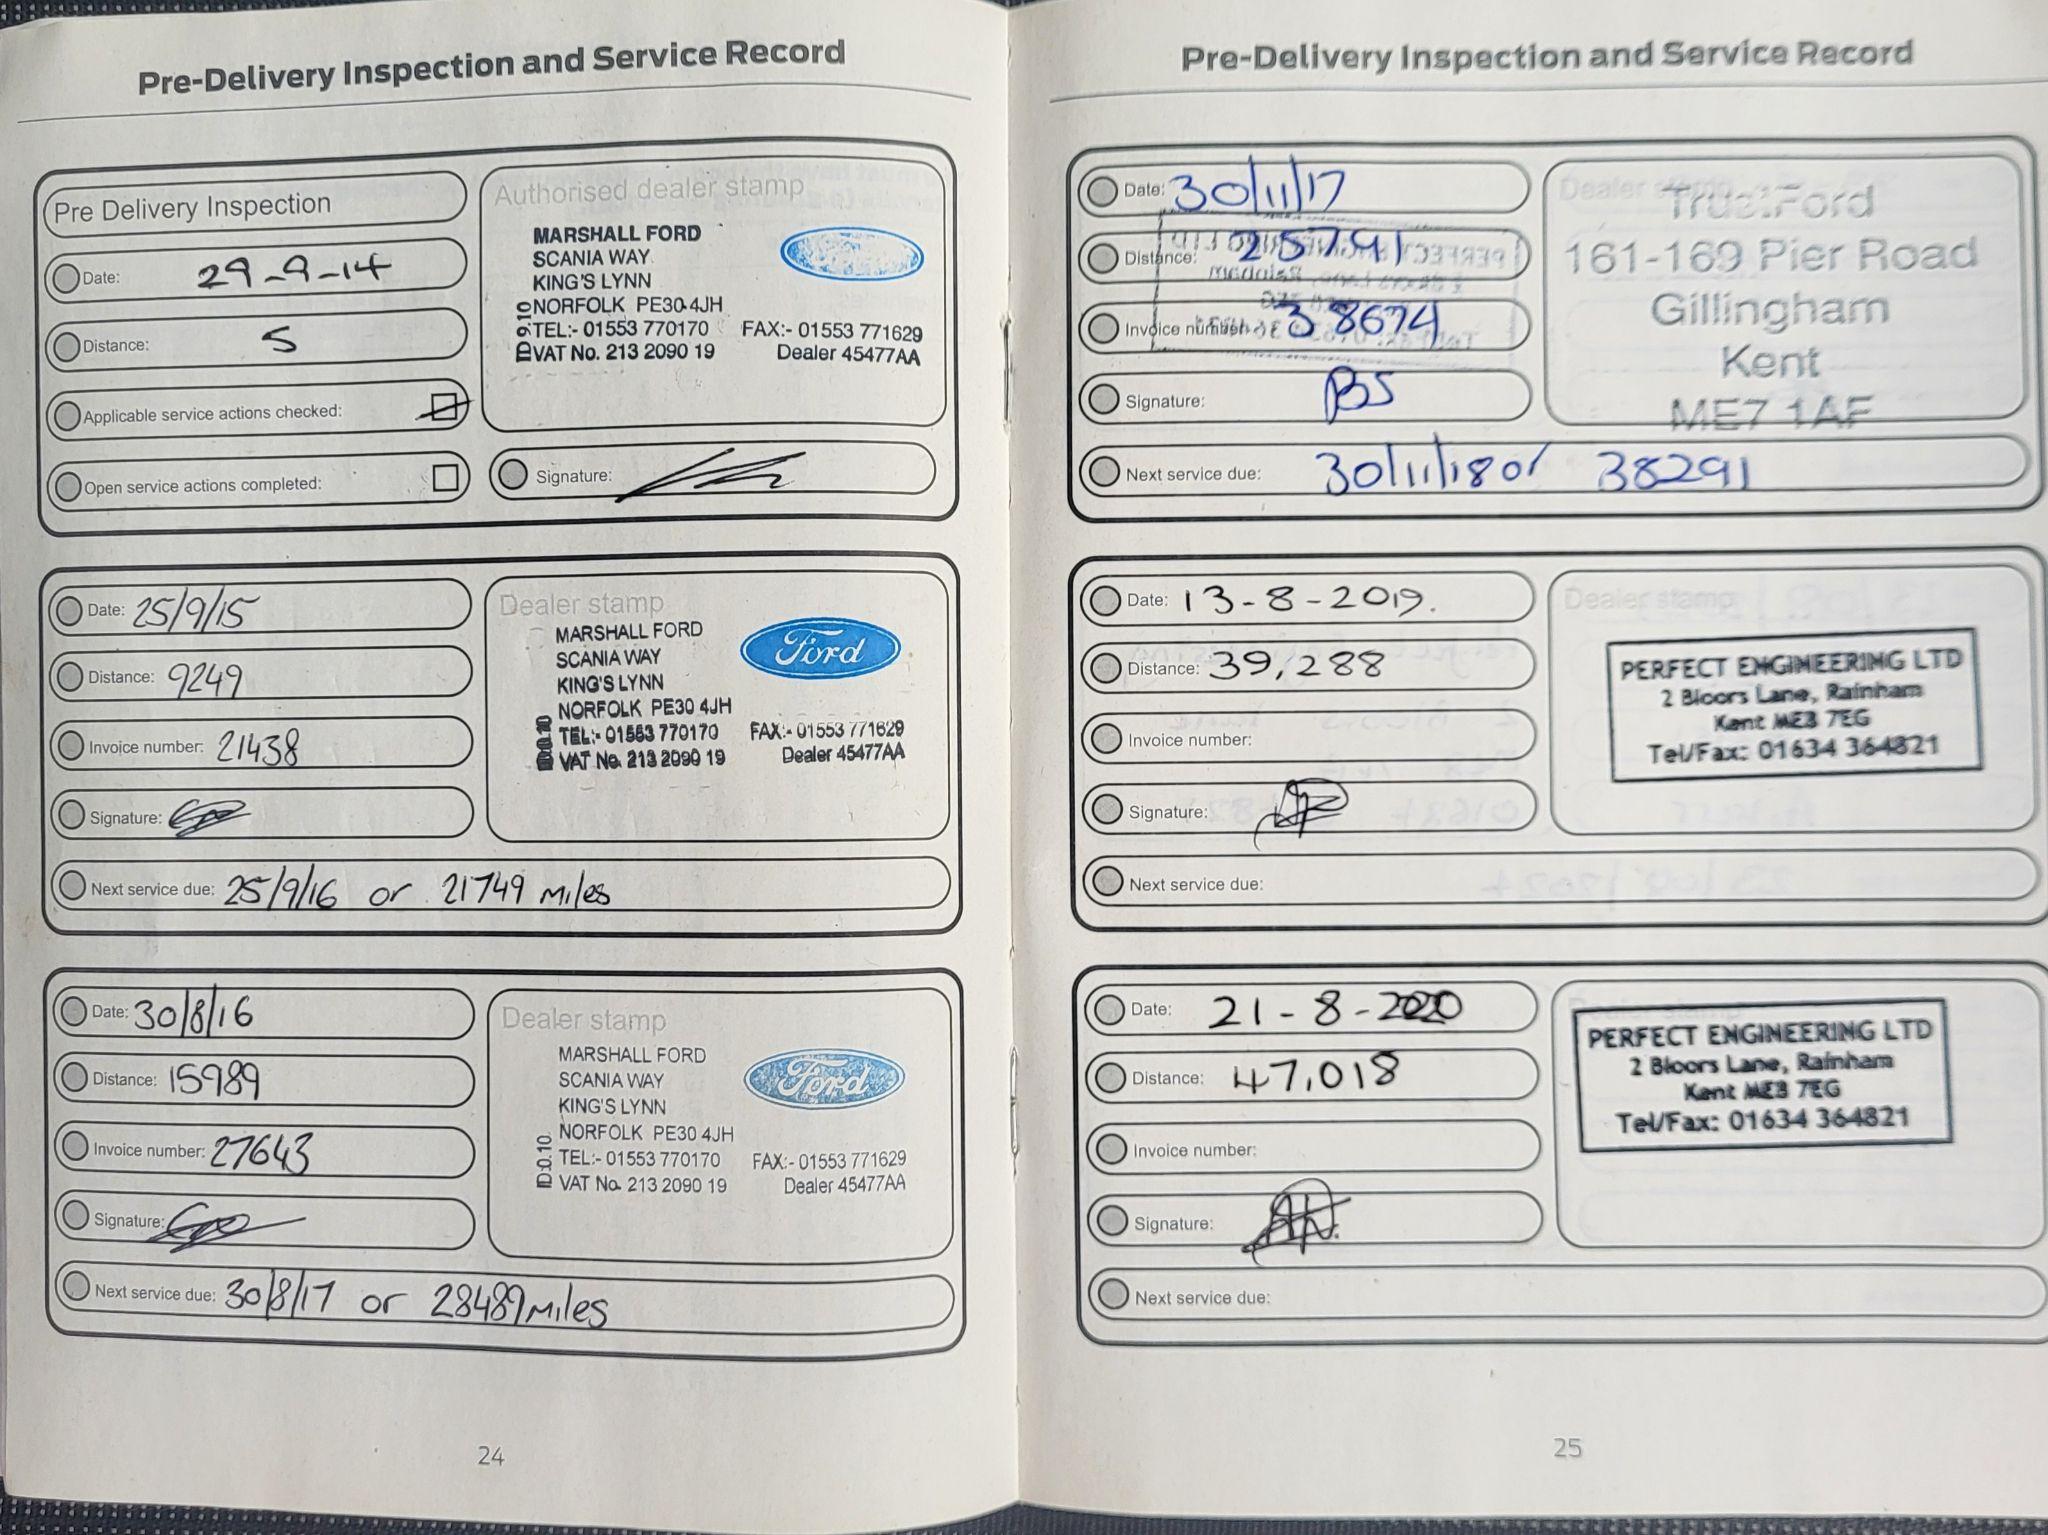 Pre-Delivery Inspection and Service Record
Pre Delivery Inspection
Date: 29-9-14
Distance: 5
Applicable service actions checked:
Open service actions completed:
Authorised dealer stamp
MARSHALL FORD
SCANIA WAY
KING'S LYNN
NORFOLK PE30 4JH
TEL:- 01553 770170 FAX:- 01553 771629
VAT No. 213 2090 19 Dealer 45477AA
Signature:
Date: 25/9/15
Distance: 9249
Invoice number: 21438
Signature:
Next service due: 25/9/16 or 21749 miles
Dealer stamp
MARSHALL FORD
SCANIA WAY
KING'S LYNN
NORFOLK PE30 4JH
TEL:- 01553 770170 FAX:- 01553 771629
VAT No. 213 2090 19 Dealer 45477AA
Ford
Date: 30/8/16
Distance: 15989
Invoice number: 27643
Signature:
Next service due: 30/8/17 or 28489 miles
Dealer stamp
MARSHALL FORD
SCANIA WAY
KING'S LYNN
NORFOLK PE30 4JH
TEL:- 01553 770170 FAX:- 01553 771629
VAT No. 213 2090 19 Dealer 45477AA
Ford
24
Pre-Delivery Inspection and Service Record
Date: 30/11/17
Distance: 25791
Invoice number: 38674
Signature: BS
Next service due: 30/11/18 or 38291
Dealer stamp
TrustFord
161-169 Pier Road
Gillingham
Kent
ME7 1AF
Date: 13-8-2019.
Distance: 39,288
Invoice number:
Signature:
Next service due:
Dealer stamp
PERFECT ENGINEERING LTD
2 Bloors Lane, Rainham
Kent ME8 7EG
Tel/Fax: 01634 364821
Date: 21-8-2020
Distance: 47,018
Invoice number:
Signature:
Next service due:
Dealer stamp
PERFECT ENGINEERING LTD
2 Bloors Lane, Rainham
Kent ME8 7EG
Tel/Fax: 01634 364821
25